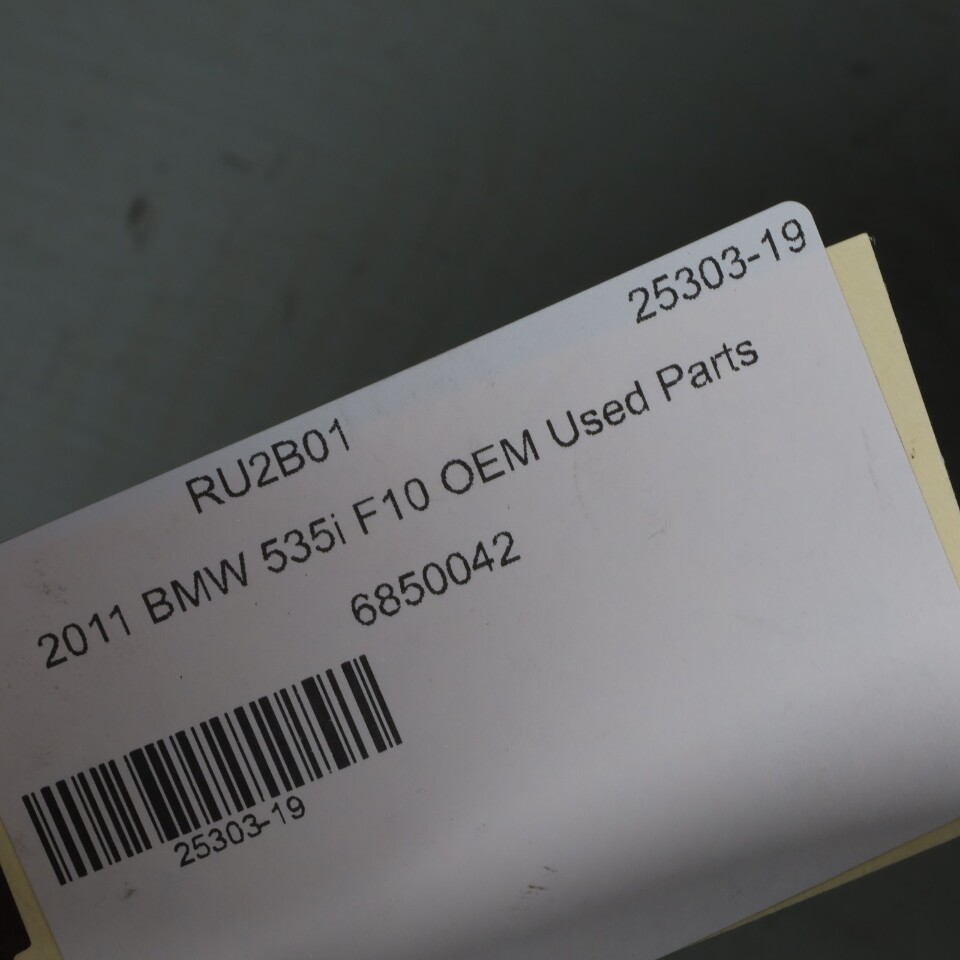 RU2B01 25303-19
2011 BMW 535i F10 OEM Used Parts
6850042
25303-19